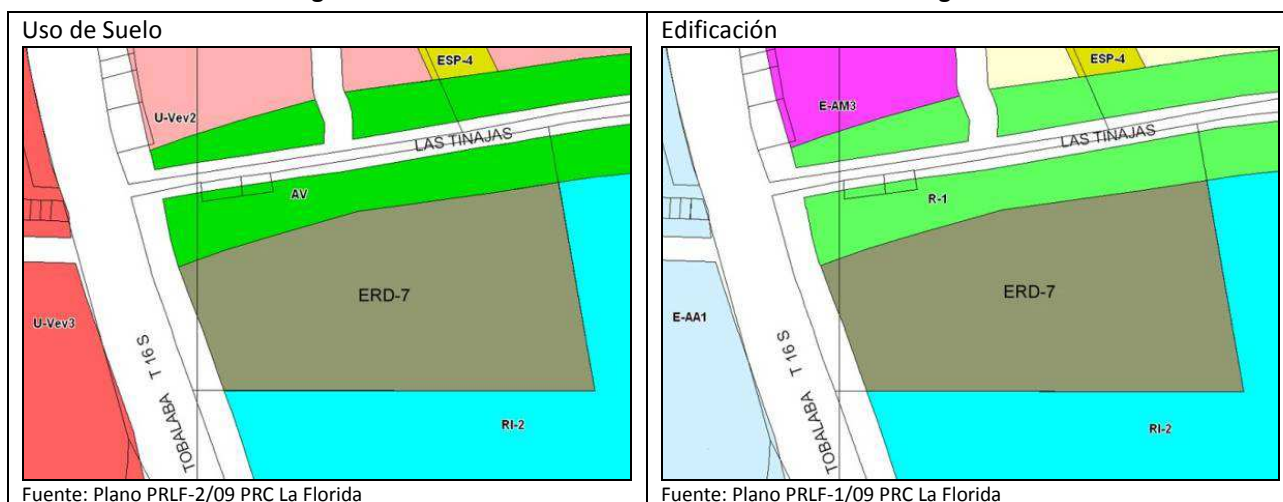 Uso de Suelo
ESP-4
U-Vev2
LAS TINAJAS
AV
ERD-7
U-Vev3
TOBALABA T 16 S
RI-2
Fuente: Plano PRLF-2/09 PRC La Florida
Edificación
ESP-4
E-AM3
LAS TINAJAS
R-1
ERD-7
E-AA1
TOBALABA T 16 S
RI-2
Fuente: Plano PRLF-1/09 PRC La Florida